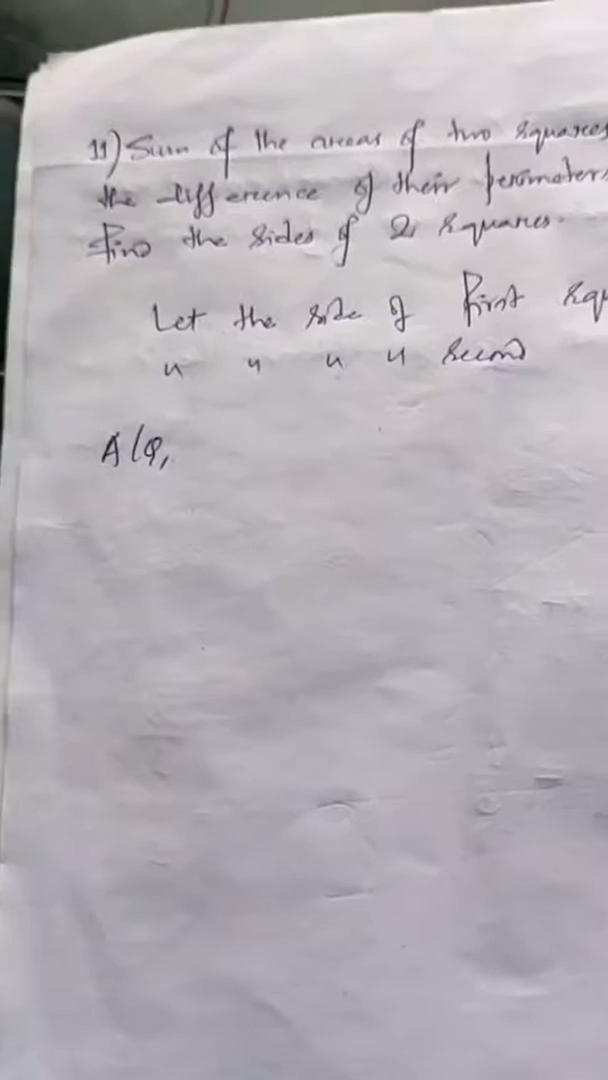 11) Sum of the areas of two squares
the difference of their perimeters
Find the sides of 2 squares.
Let the side of first squ
" " " " second
A/Q,